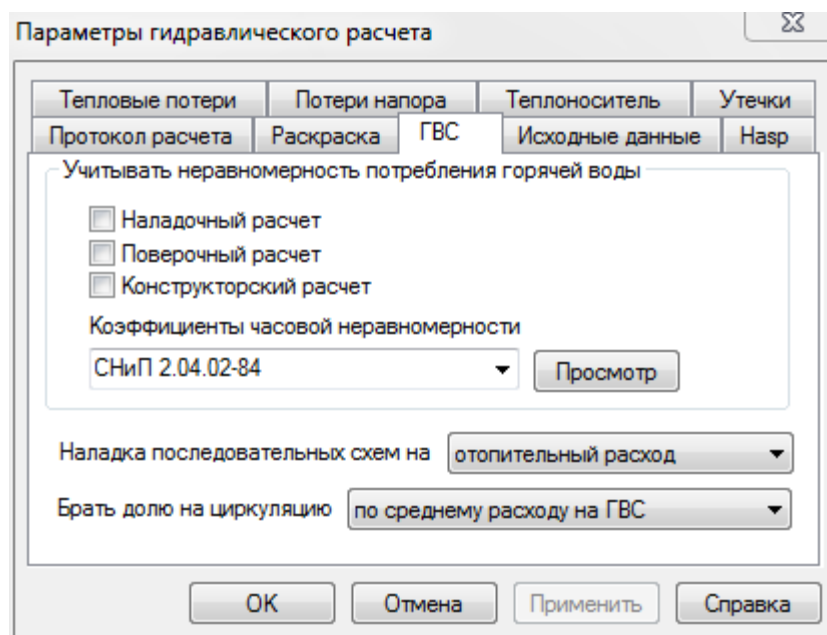 Параметры гидравлического расчета
Тепловые потери Потери напора Теплоноситель Утечки
Протокол расчета Раскраска ГВС Исходные данные Hasp
Учитывать неравномерность потребления горячей воды
Наладочный расчет
Поверочный расчет
Конструкторский расчет
Коэффициенты часовой неравномерности
СНиП 2.04.02-84 Просмотр
Наладка последовательных схем на отопительный расход
Брать долю на циркуляцию по среднему расходу на ГВС
OK Отмена Применить Справка